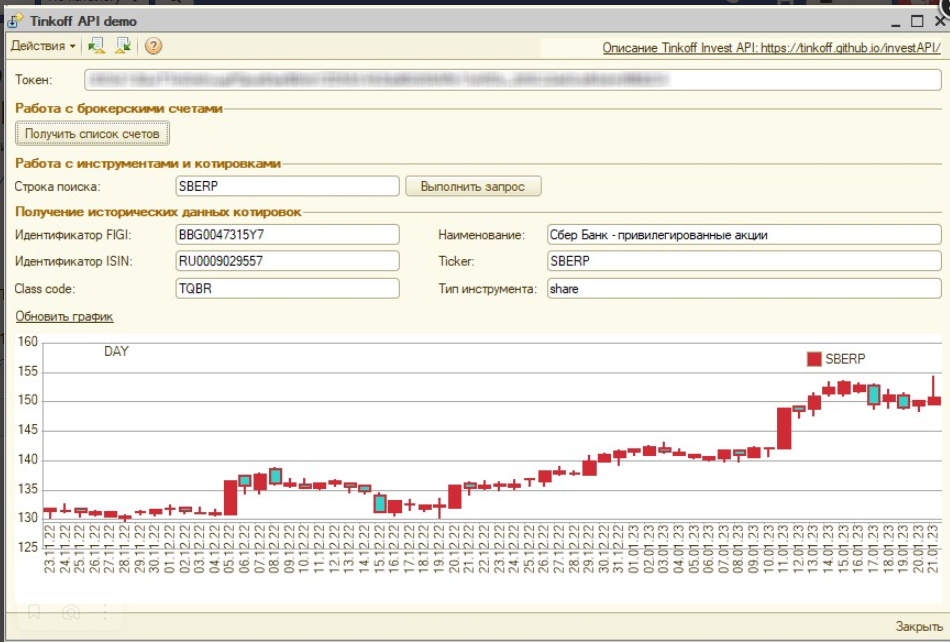 Tinkoff API demo
Действия
Описание Tinkoff Invest API: https://tinkoff.github.io/investAPI/
Токен:
Работа с брокерскими счетами
Получить список счетов
Работа с инструментами и котировками
Строка поиска: SBERP Выполнить запрос
Получение исторических данных котировок
Идентификатор FIGI: BBG0047315Y7 Наименование: Сбер Банк - привилегированные акции
Идентификатор ISIN: RU0009029557 Ticker: SBERP
Class code: TQBR Тип инструмента: share
Обновить график
DAY
SBERP
160
155
150
145
140
135
130
125
23.11.22 24.11.22 25.11.22 26.11.22 27.11.22 28.11.22 29.11.22 30.11.22 01.12.22 02.12.22 03.12.22 04.12.22 05.12.22 06.12.22 07.12.22 08.12.22 09.12.22 10.12.22 11.12.22 12.12.22 13.12.22 14.12.22 15.12.22 16.12.22 17.12.22 18.12.22 19.12.22 20.12.22 21.12.22 22.12.22 23.12.22 24.12.22 25.12.22 26.12.22 27.12.22 28.12.22 29.12.22 30.12.22 31.12.22 01.01.23 02.01.23 03.01.23 04.01.23 05.01.23 06.01.23 07.01.23 08.01.23 09.01.23 10.01.23 11.01.23 12.01.23 13.01.23 14.01.23 15.01.23 16.01.23 17.01.23 18.01.23 19.01.23 20.01.23 21.01.23
Закрыть